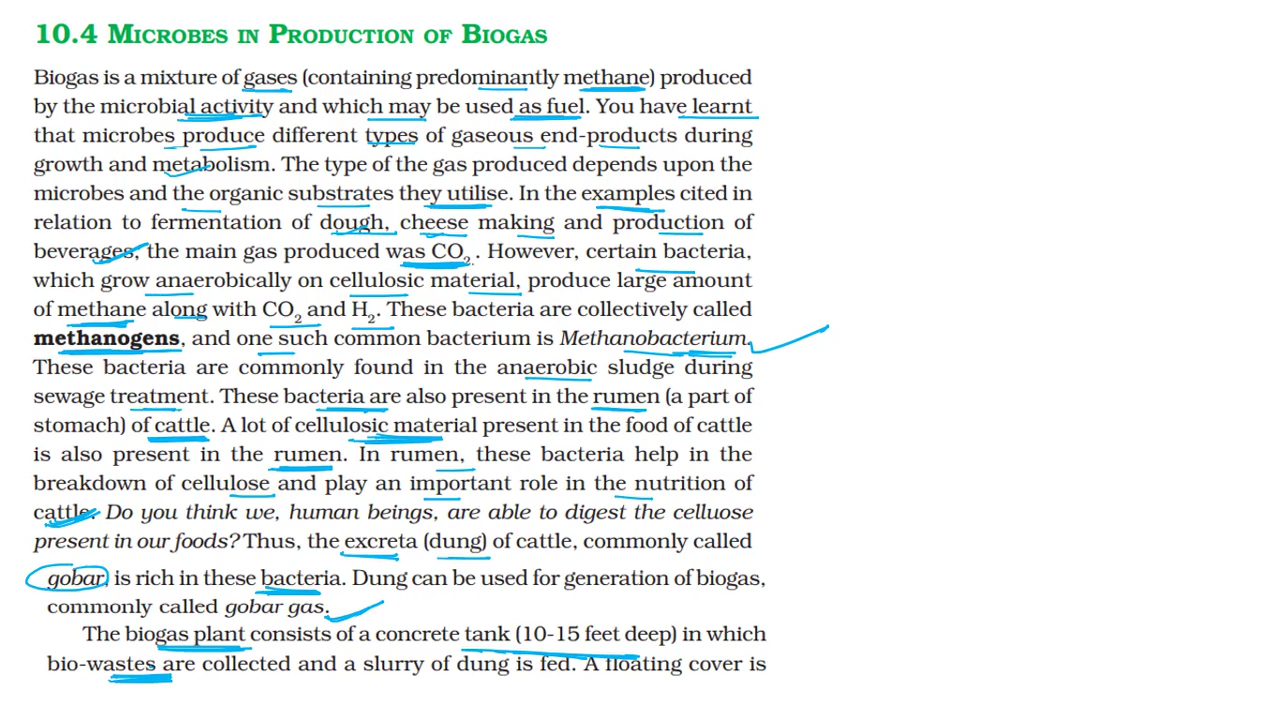 10.4 MICROBES IN PRODUCTION OF BIOGAS
Biogas is a mixture of gases (containing predominantly methane) produced
by the microbial activity and which may be used as fuel. You have learnt
that microbes produce different types of gaseous end-products during
growth and metabolism. The type of the gas produced depends upon the
microbes and the organic substrates they utilise. In the examples cited in
relation to fermentation of dough, cheese making and production of
beverages, the main gas produced was CO₂. However, certain bacteria,
which grow anaerobically on cellulosic material, produce large amount
of methane along with CO₂ and H₂. These bacteria are collectively called
methanogens, and one such common bacterium is Methanobacterium.
These bacteria are commonly found in the anaerobic sludge during
sewage treatment. These bacteria are also present in the rumen (a part of
stomach) of cattle. A lot of cellulosic material present in the food of cattle
is also present in the rumen. In rumen, these bacteria help in the
breakdown of cellulose and play an important role in the nutrition of
cattle. Do you think we, human beings, are able to digest the celluose
present in our foods? Thus, the excreta (dung) of cattle, commonly called
gobar, is rich in these bacteria. Dung can be used for generation of biogas,
commonly called gobar gas.
The biogas plant consists of a concrete tank (10-15 feet deep) in which
bio-wastes are collected and a slurry of dung is fed. A floating cover is